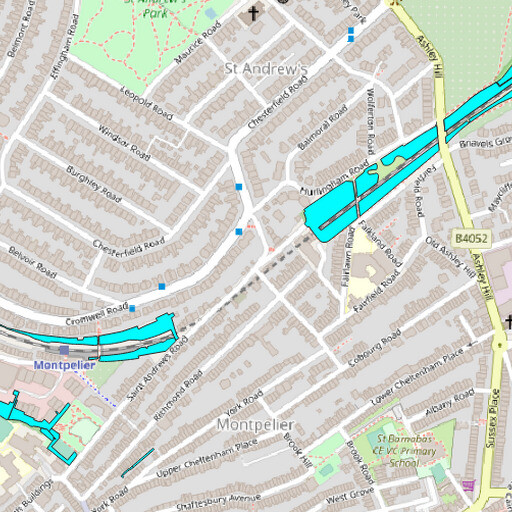 St Andrew's
Park
Maurice Road
Ashley Hill
Belmont Road
Effingham Road
St Andrew's
Leopold Road
Chesterfield Road
Wolferton Road
Balmoral Road
Windsor Road
Hurlingham Road
Burghley Road
Falkland Road
Chesterfield Road
Belvoir Road
Fairlawn Road
Old Ashley Hill
B4052
Ashley Hill
Fairfield Road
Cromwell Road
Montpelier
Saint Andrews Road
Cobourg Road
Richmond Road
Lower Cheltenham Place
York Road
Albany Road
Sussex Place
Montpelier
Brook Hill
Brook Road
St Barnabas
CE VC Primary
School
Upper Cheltenham Place
Buildings
York Road
Shaftesbury Avenue
West Grove